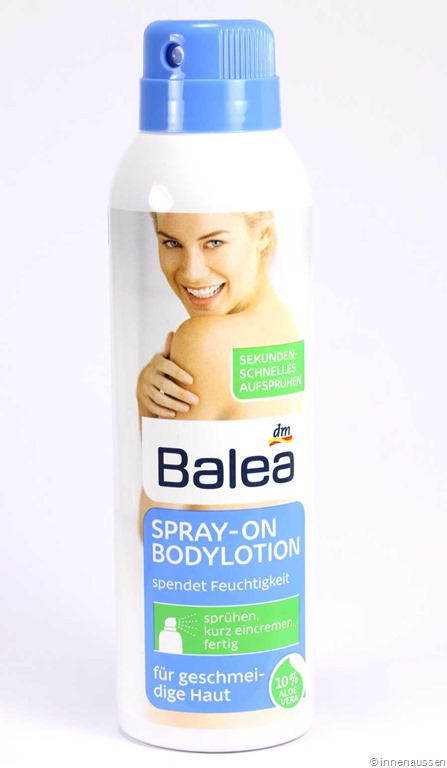 SEKUNDEN-
SCHNELLES
AUFSPRÜHEN
dm
Balea
SPRAY-ON
BODYLOTION
spendet Feuchtigkeit
sprühen,
kurz eincremen,
fertig
für geschmei-
dige Haut
10%
ALOE
VERA
©innenaussen